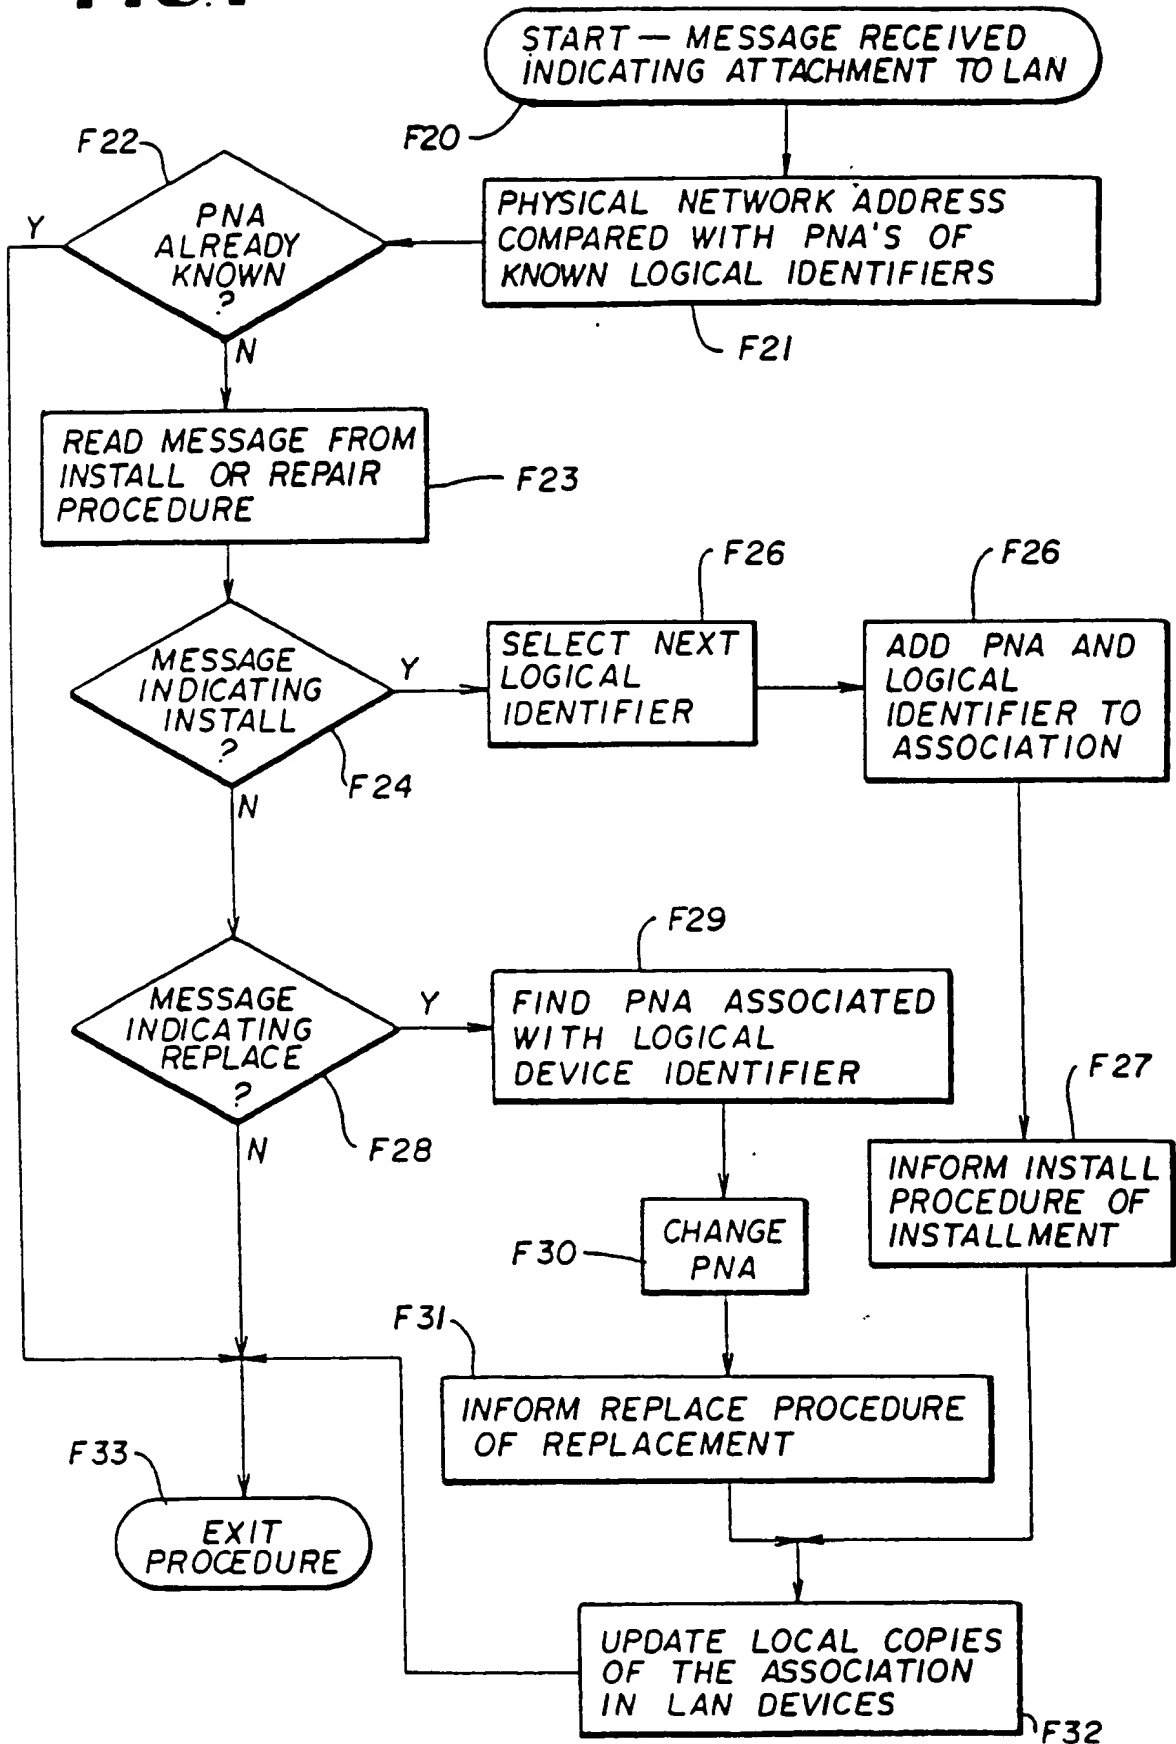 START — MESSAGE RECEIVED
INDICATING ATTACHMENT TO LAN
F20
F22
PHYSICAL NETWORK ADDRESS
COMPARED WITH PNA'S OF
KNOWN LOGICAL IDENTIFIERS
F21
Y
PNA
ALREADY
KNOWN
?
N
READ MESSAGE FROM
INSTALL OR REPAIR
PROCEDURE
F23
MESSAGE
INDICATING
INSTALL
?
F24
Y
N
F26
SELECT NEXT
LOGICAL
IDENTIFIER
F26
ADD PNA AND
LOGICAL
IDENTIFIER TO
ASSOCIATION
MESSAGE
INDICATING
REPLACE
?
F28
Y
N
F29
FIND PNA ASSOCIATED
WITH LOGICAL
DEVICE IDENTIFIER
F27
INFORM INSTALL
PROCEDURE OF
INSTALLMENT
F30
CHANGE
PNA
F31
INFORM REPLACE PROCEDURE
OF REPLACEMENT
F33
EXIT
PROCEDURE
UPDATE LOCAL COPIES
OF THE ASSOCIATION
IN LAN DEVICES
F32